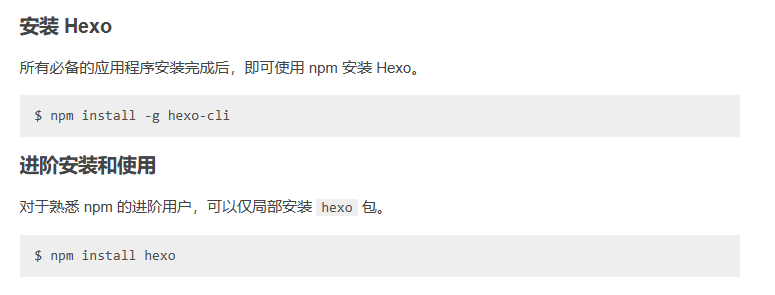 安装 Hexo
所有必备的应用程序安装完成后，即可使用 npm 安装 Hexo。
$ npm install -g hexo-cli
进阶安装和使用
对于熟悉 npm 的进阶用户，可以仅局部安装 hexo 包。
$ npm install hexo